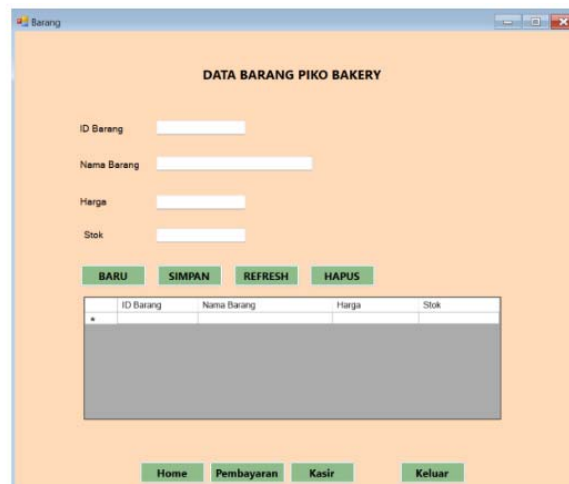 Barang
DATA BARANG PIKO BAKERY
ID Barang
Nama Barang
Harga
Stok
BARU SIMPAN REFRESH HAPUS
ID Barang Nama Barang Harga Stok
Home Pembayaran Kasir Keluar